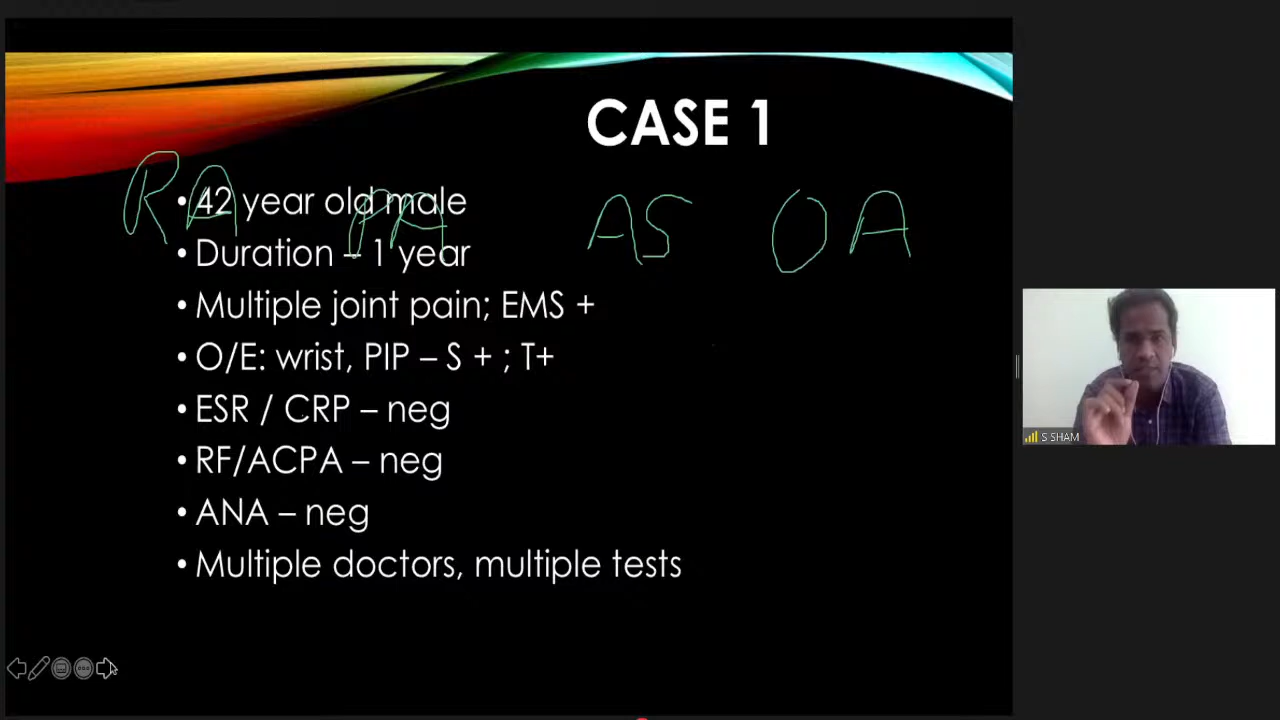 CASE 1
RA PA AS OA
• 42 year old male
• Duration – 1 year
• Multiple joint pain; EMS +
• O/E: wrist, PIP – S + ; T+
• ESR / CRP – neg
• RF/ACPA – neg
• ANA – neg
• Multiple doctors, multiple tests
S SHAM